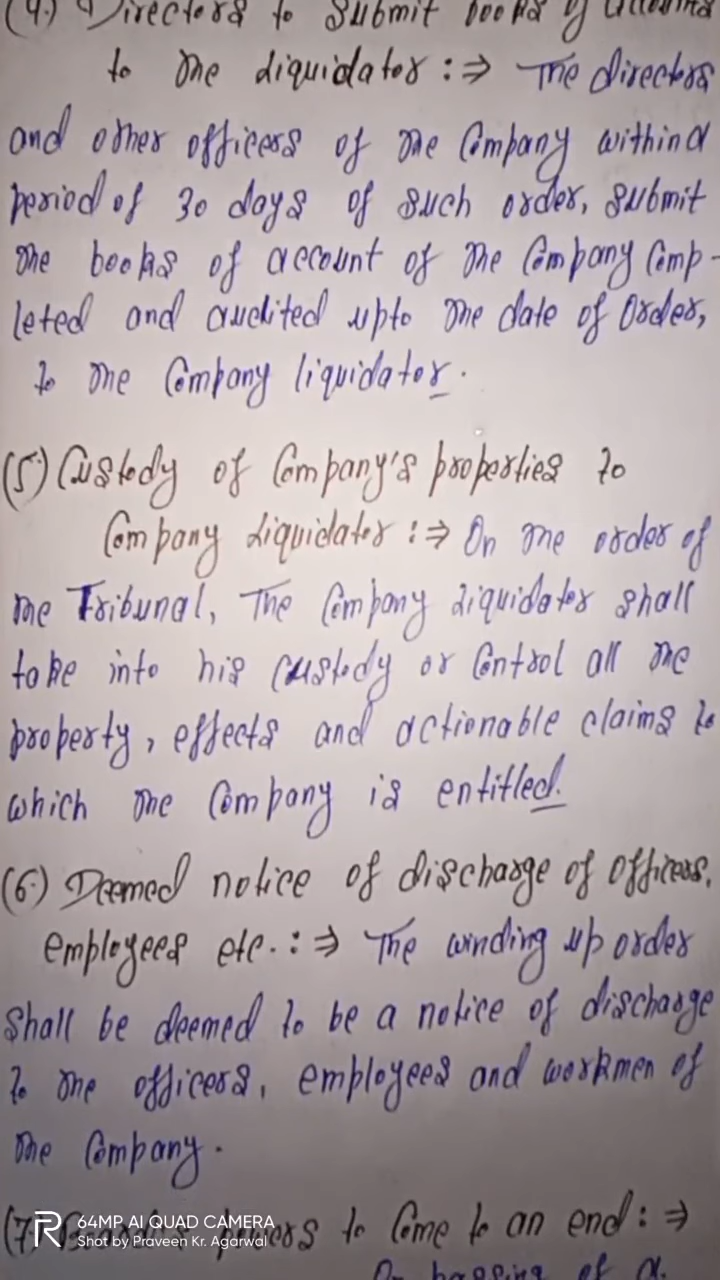 (4.) Directors to submit books of accounts
to the Liquidator :⇒ The directors
and other officers of the Company within a
period of 30 days of such order, submit
the books of account of the Company Comp-
leted and audited upto the date of Order,
to the Company liquidator.
(5.) Custody of Company's properties to
Company Liquidator :⇒ On the order of
the Tribunal, The Company Liquidator shall
take into his custody or Control all the
property, effects and actionable claims to
which the Company is entitled.
(6.) Deemed notice of discharge of officers,
employees etc. :⇒ The winding up order
shall be deemed to be a notice of discharge
to the officers, employees and workmen of
the Company.
(7) powers to Come to an end :⇒
On passing of a
R 64MP AI QUAD CAMERA
Shot by Praveen Kr. Agarwal